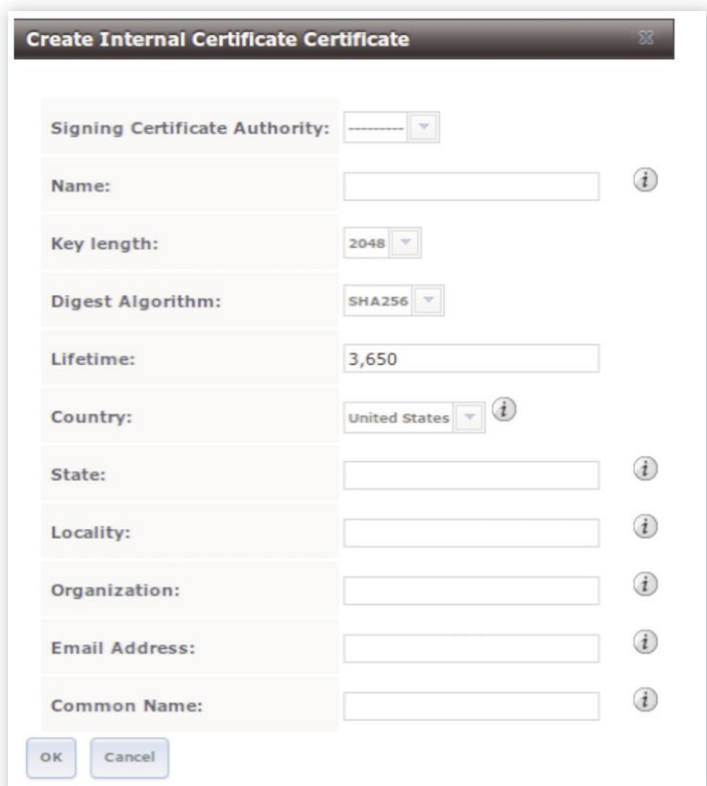 Create Internal Certificate Certificate
Signing Certificate Authority: ---------
Name:
Key length: 2048
Digest Algorithm: SHA256
Lifetime: 3,650
Country: United States
State:
Locality:
Organization:
Email Address:
Common Name:
OK Cancel